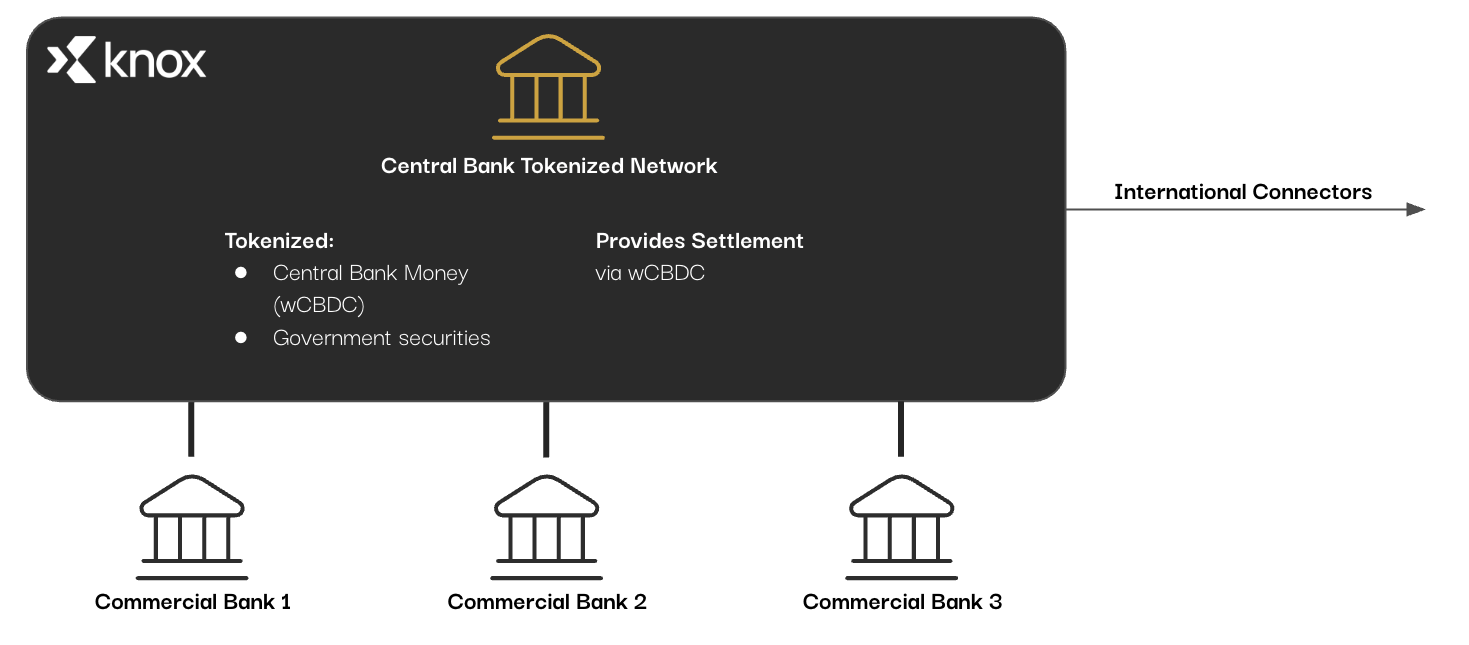 knox
Central Bank Tokenized Network
International Connectors
Tokenized:
● Central Bank Money
(wCBDC)
● Government securities
Provides Settlement
via wCBDC
Commercial Bank 1
Commercial Bank 2
Commercial Bank 3